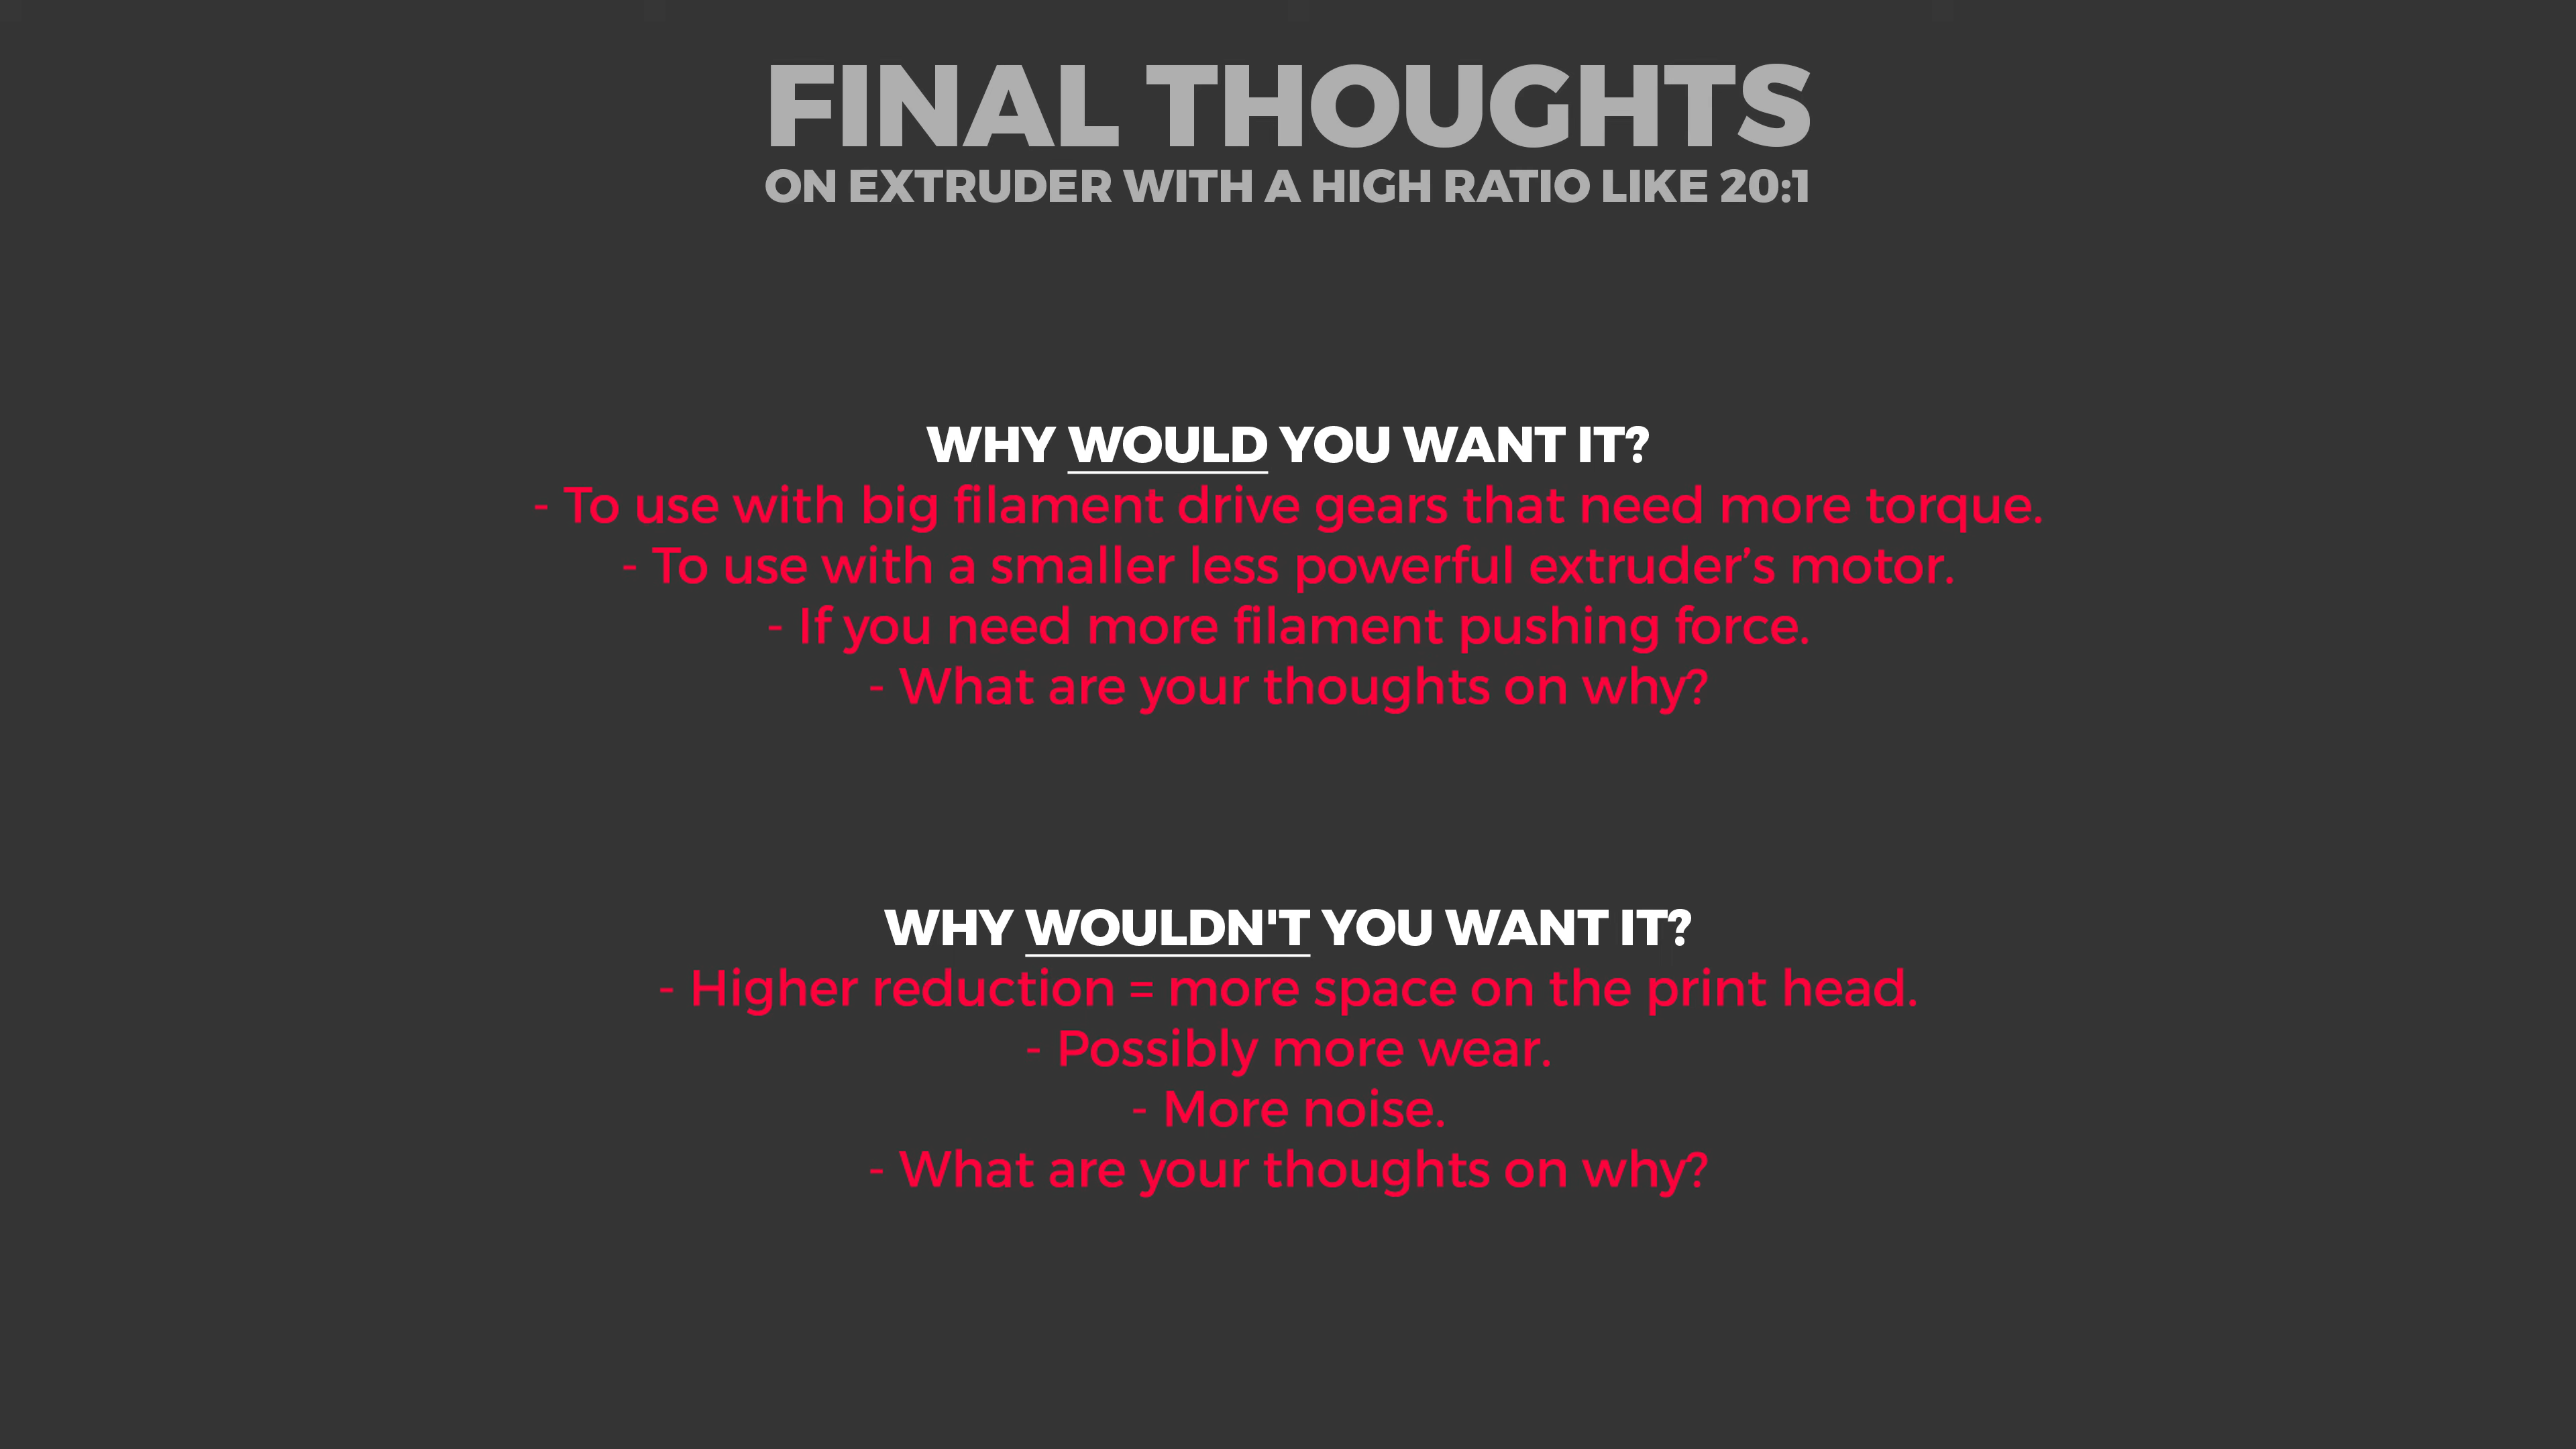 FINAL THOUGHTS
ON EXTRUDER WITH A HIGH RATIO LIKE 20:1
WHY WOULD YOU WANT IT?
- To use with big filament drive gears that need more torque.
- To use with a smaller less powerful extruder’s motor.
- If you need more filament pushing force.
- What are your thoughts on why?
WHY WOULDN'T YOU WANT IT?
- Higher reduction = more space on the print head.
- Possibly more wear.
- More noise.
- What are your thoughts on why?